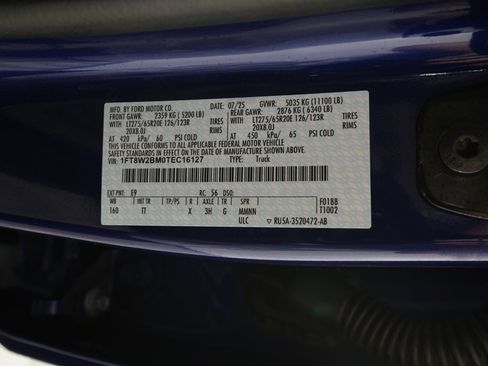 MFD. BY FORD MOTOR CO. DATE: 07/25 GVWR: 5035 KG (11100 LB)
FRONT GAWR: 2359 KG (5200 LB) REAR GAWR: 2876 KG (6340 LB)
WITH LT275/65R20E 126/123R TIRES WITH LT275/65R20E 126/123R TIRES
20X8.0J RIMS 20X8.0J RIMS
AT 420 kPa/ 60 PSI COLD AT 450 kPa/ 65 PSI COLD
THIS VEHICLE CONFORMS TO ALL APPLICABLE FEDERAL MOTOR VEHICLE
SAFETY STANDARDS IN EFFECT ON THE DATE OF MANUFACTURE SHOWN ABOVE.
VIN: 1FT8W2BM0TEC16127 TYPE: Truck
EXT PNT: E9 RC: 56 DSO:
WB INT TR TP/PS R AXLE TR SPR F0188
160 TT X 3H G MMNNN T1002
ULC ▽ RU5A-3520472-AB